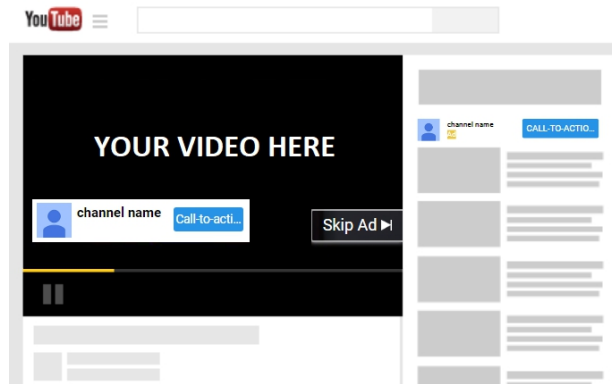 YouTube
channel name
CALL-TO-ACTIO...
YOUR VIDEO HERE
channel name
Call-to-acti...
Skip Ad